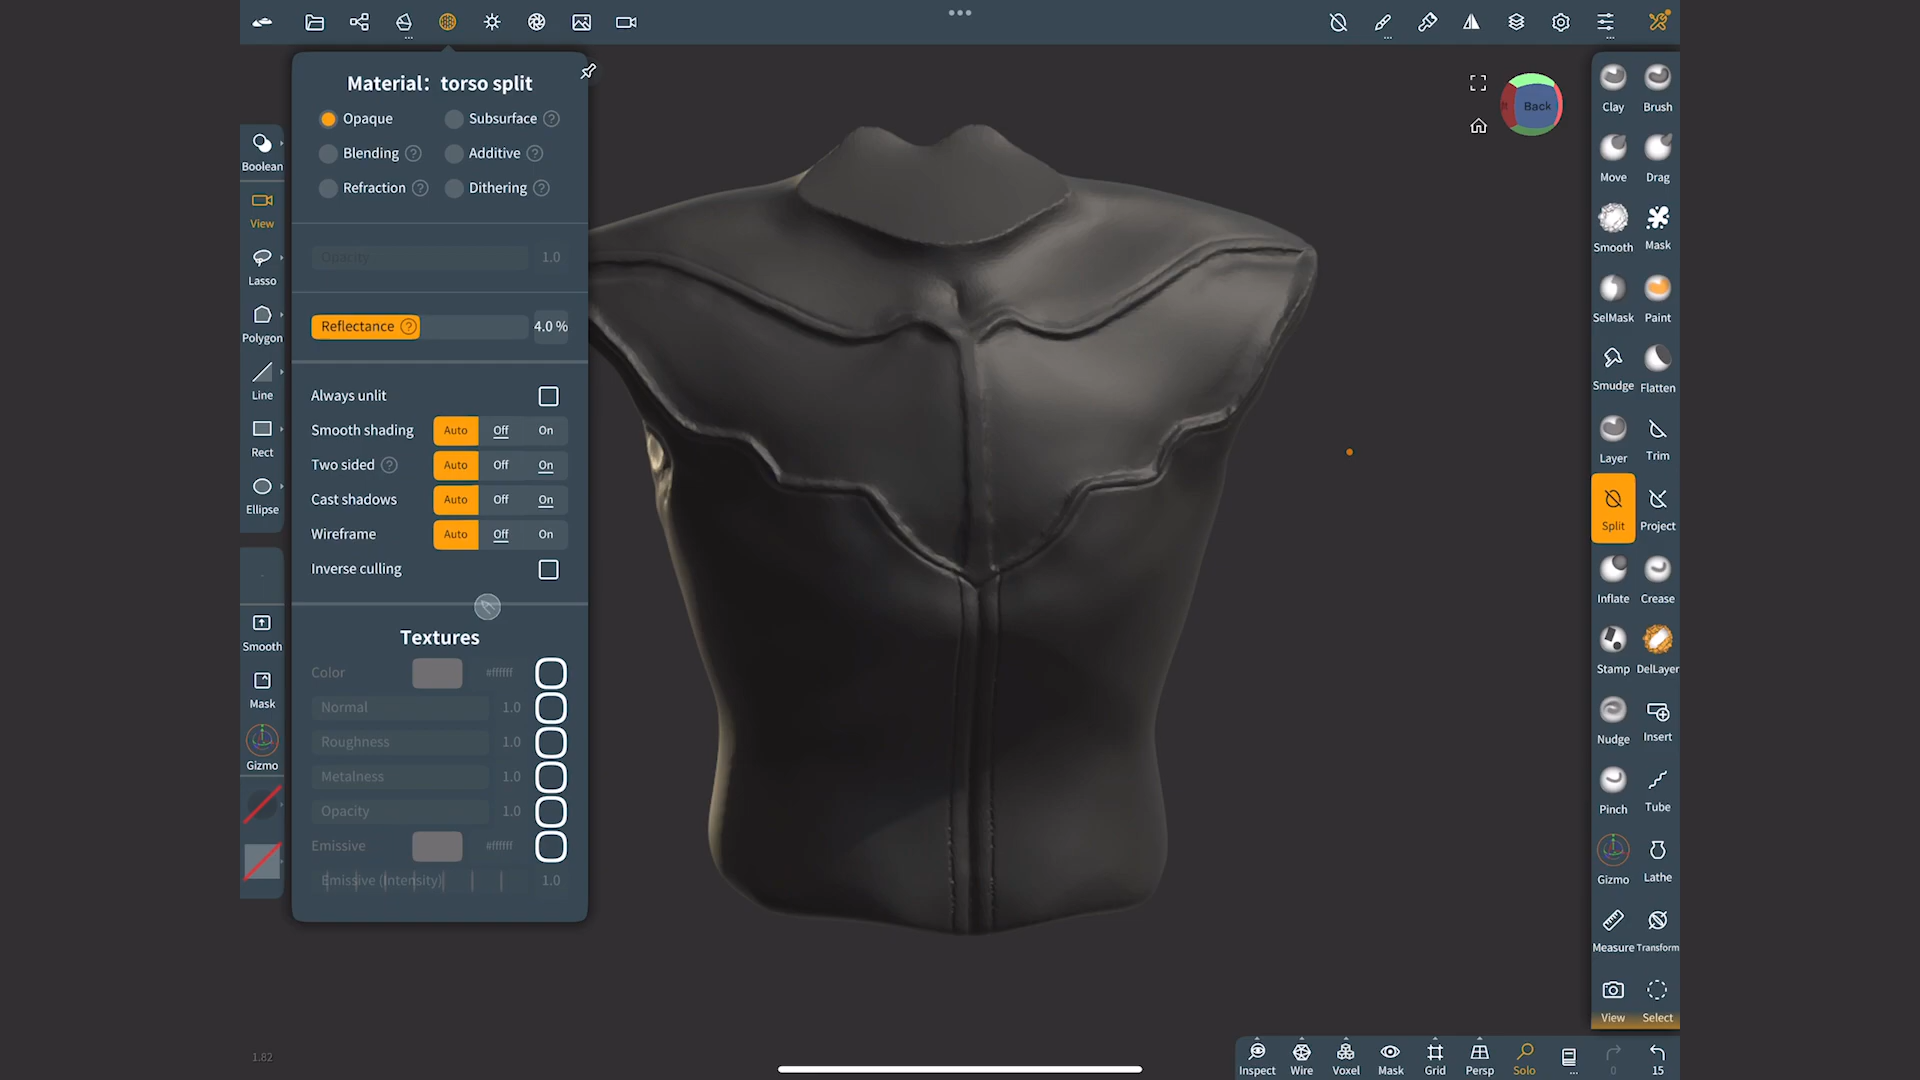 Material: torso split
Opaque
Subsurface ?
Blending ?
Additive ?
Refraction ?
Dithering ?
Opacity 1.0
Reflectance ? 4.0 %
Always unlit
Smooth shading Auto Off On
Two sided ? Auto Off On
Cast shadows Auto Off On
Wireframe Auto Off On
Inverse culling
Textures
Color #ffffff
Normal 1.0
Roughness 1.0
Metalness 1.0
Opacity 1.0
Emissive #ffffff
Emissive (Intensity) 1.0
Boolean
View
Lasso
Polygon
Line
Rect
Ellipse
Smooth
Mask
Gizmo
1.82
Back
Clay Brush
Move Drag
Smooth Mask
SelMask Paint
Smudge Flatten
Layer Trim
Split Project
Inflate Crease
Stamp DelLayer
Nudge Insert
Pinch Tube
Gizmo Lathe
Measure Transform
View Select
Inspect Wire Voxel Mask Grid Persp Solo ... 0 15